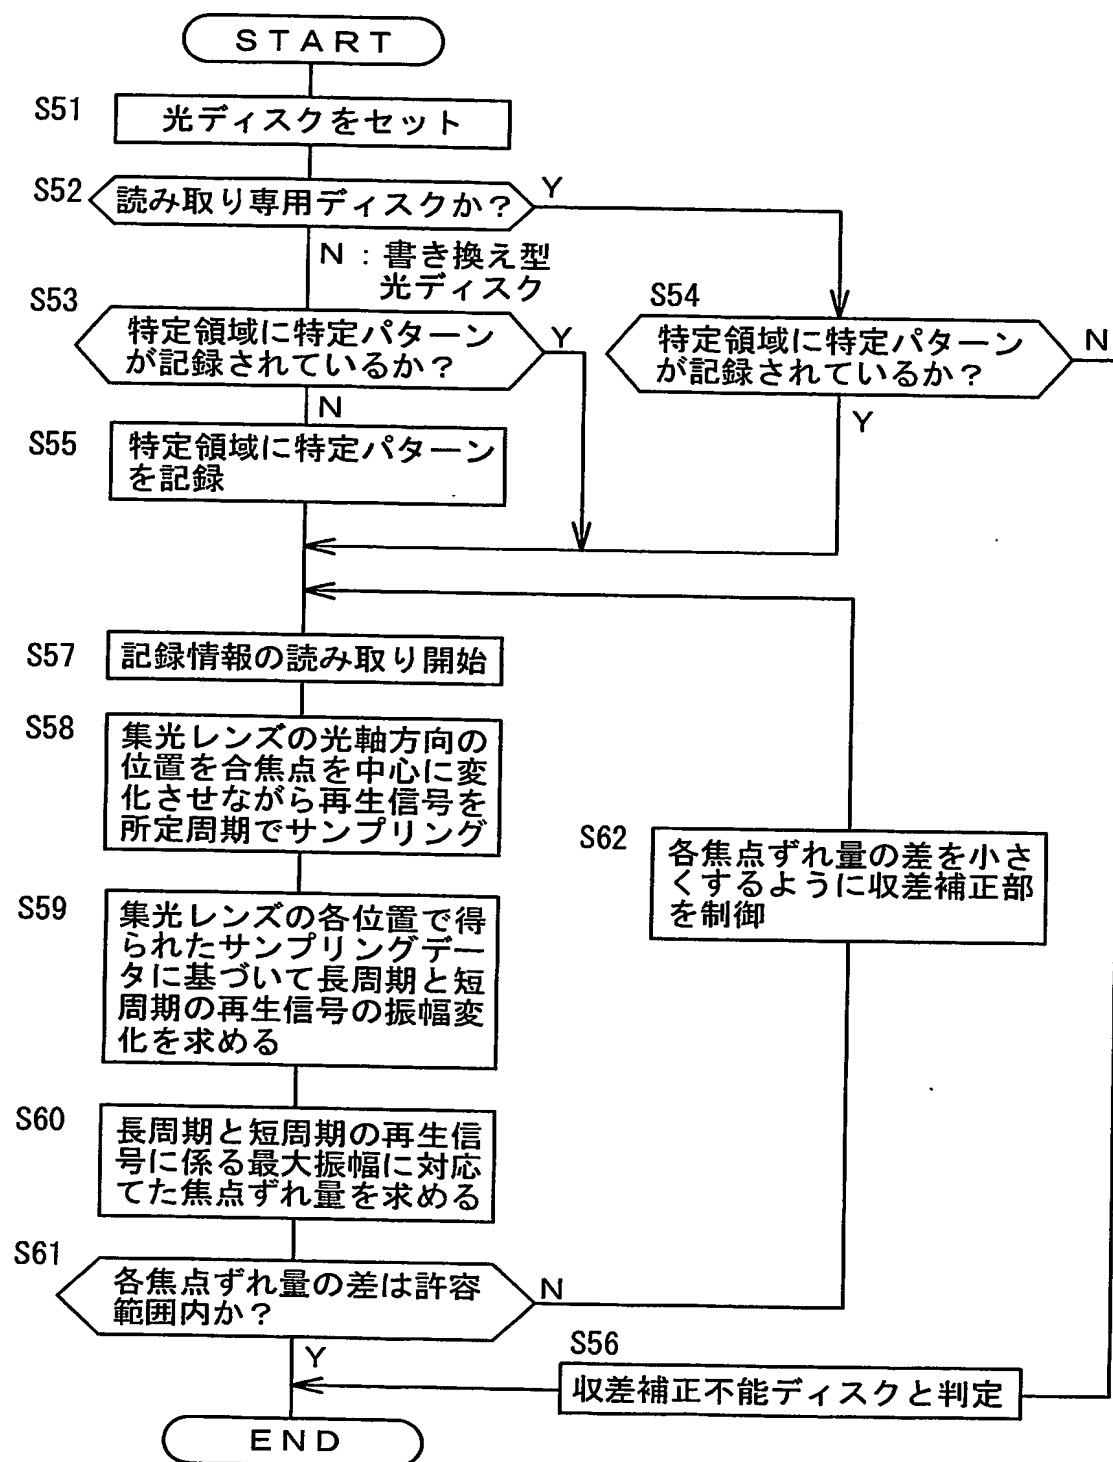 START
S51
光ディスクをセット
S52
読み取り専用ディスクか？
Y
N：書き換え型
光ディスク
S53
特定領域に特定パターン
が記録されているか？
Y
N
S54
特定領域に特定パターン
が記録されているか？
N
Y
S55
特定領域に特定パターン
を記録
S57
記録情報の読み取り開始
S58
集光レンズの光軸方向の
位置を合焦点を中心に変
化させながら再生信号を
所定周期でサンプリング
S59
集光レンズの各位置で得
られたサンプリングデー
タに基づいて長周期と短
周期の再生信号の振幅変
化を求める
S62
各焦点ずれ量の差を小さ
くするように収差補正部
を制御
S60
長周期と短周期の再生信
号に係る最大振幅に対応
てた焦点ずれ量を求める
S61
各焦点ずれ量の差は許容
範囲内か？
N
Y
S56
収差補正不能ディスクと判定
END